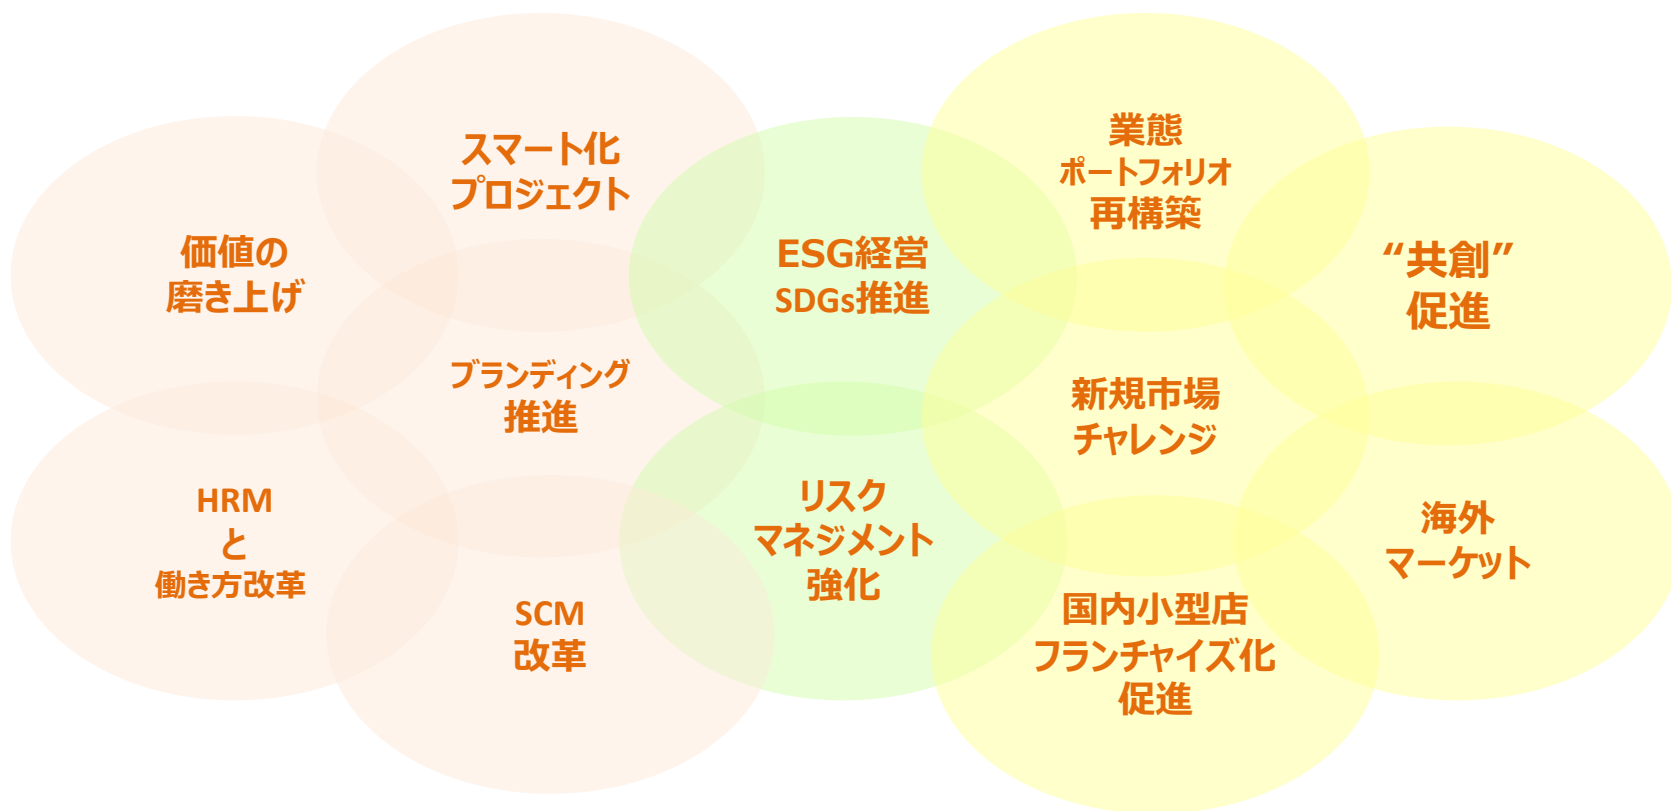 価値の
磨き上げ
HRM
と
働き方改革
スマート化
プロジェクト
ブランディング
推進
SCM
改革
ESG経営
SDGs推進
リスク
マネジメント
強化
業態
ポートフォリオ
再構築
新規市場
チャレンジ
国内小型店
フランチャイズ化
促進
“共創”
促進
海外
マーケット